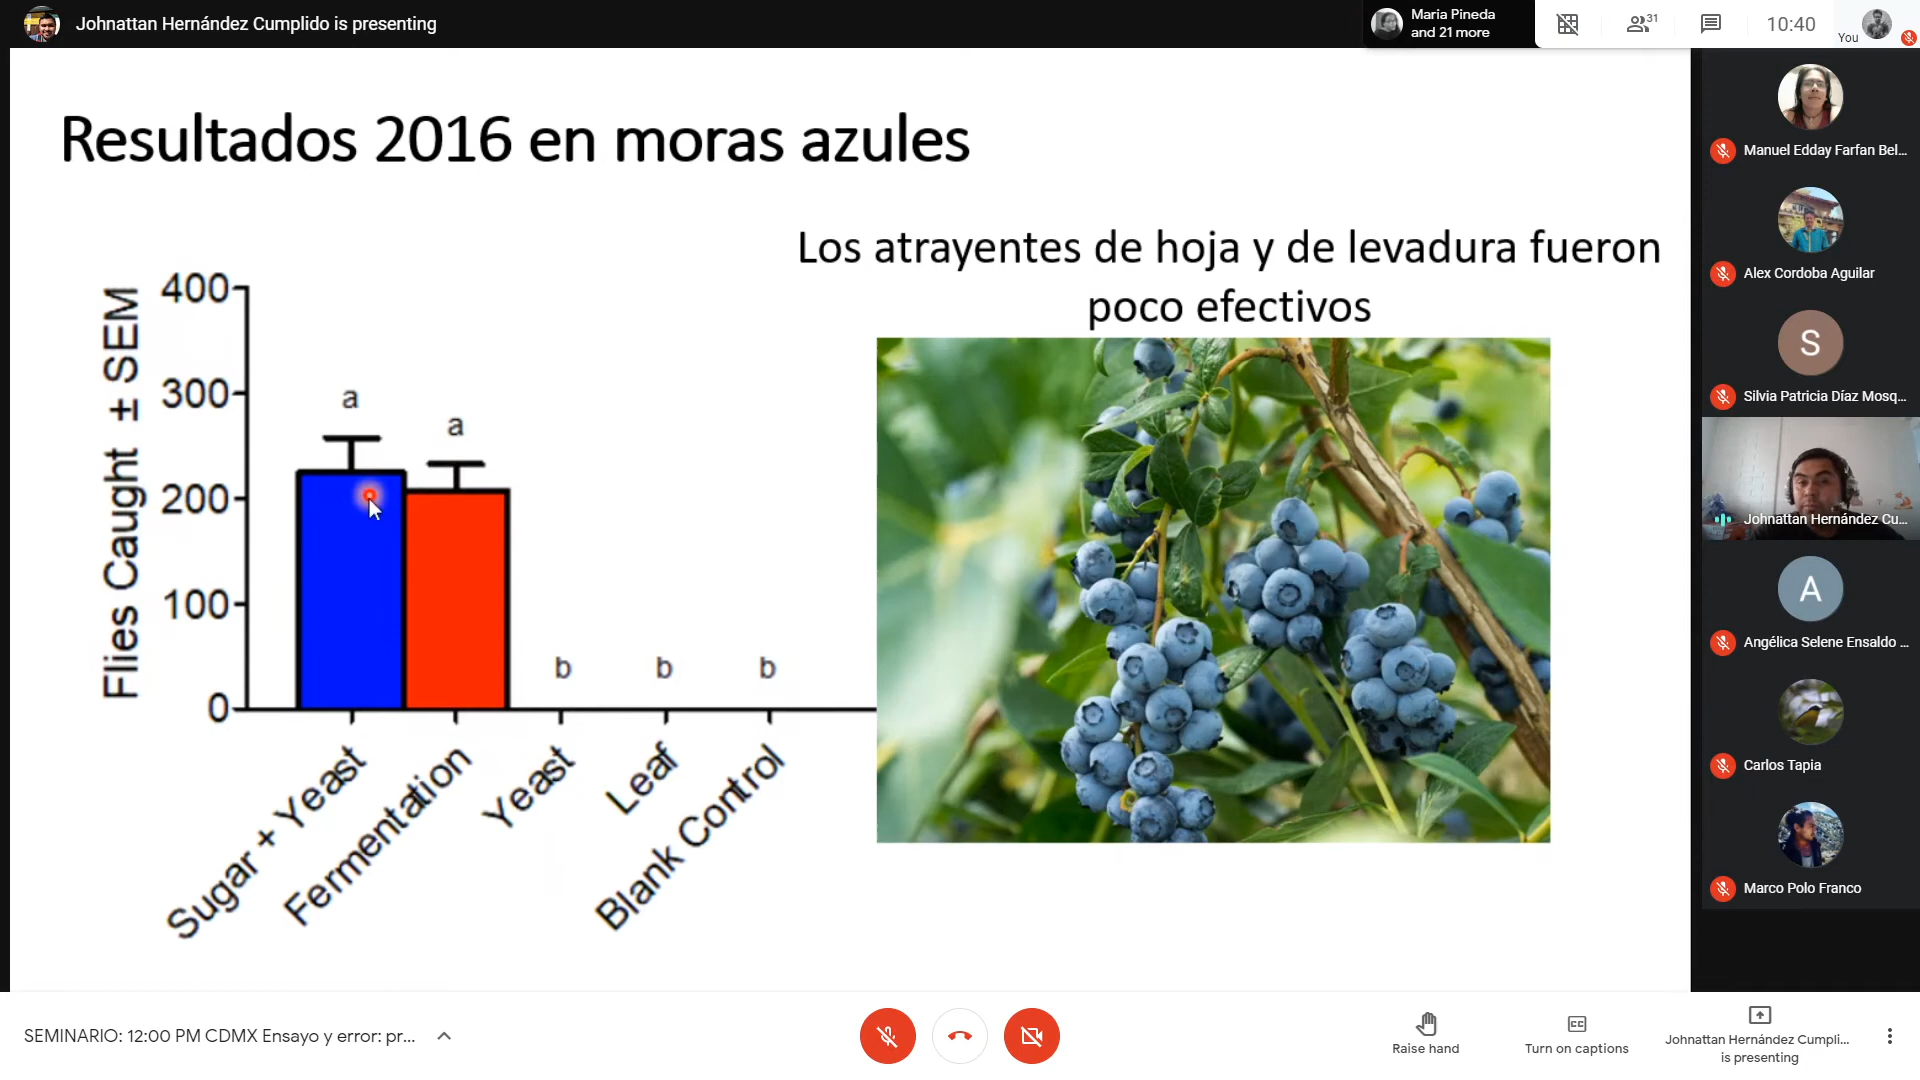 Johnattan Hernández Cumplido is presenting
Maria Pineda
and 21 more
31
10:40
You
Resultados 2016 en moras azules
Los atrayentes de hoja y de levadura fueron
poco efectivos
Flies Caught ± SEM
400
300
200
100
0
a
a
b
b
b
Sugar + Yeast
Fermentation
Yeast
Leaf
Blank Control
Manuel Edday Farfan Bel...
Alex Cordoba Aguilar
S
Silvia Patricia Díaz Mosq...
Johnattan Hernández Cu...
A
Angélica Selene Ensaldo ...
Carlos Tapia
Marco Polo Franco
SEMINARIO: 12:00 PM CDMX Ensayo y error: pr...
Raise hand
CC
Turn on captions
Johnattan Hernández Cumpli...
is presenting